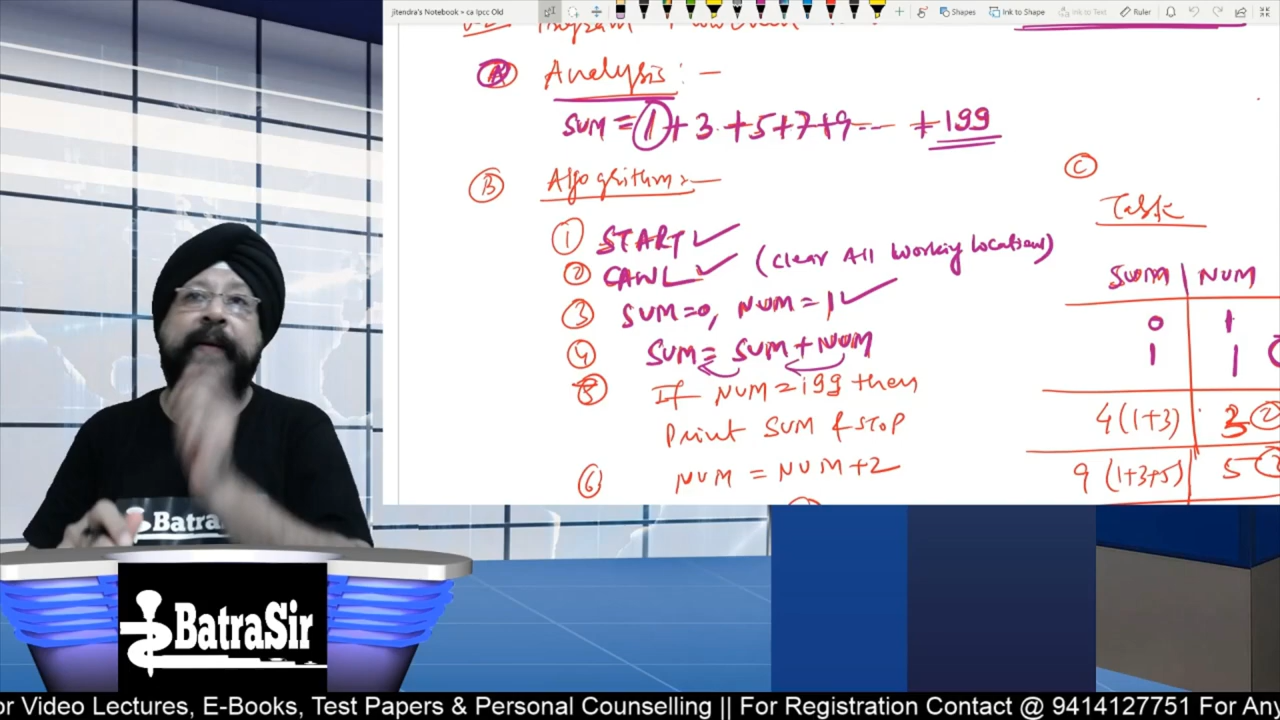 jitendra's Notebook » ca Ipcc Old
Shapes
Ink to Shape
Ink to Text
Ruler
Program Flowchart
(A) Analysis :—
SUM = 1 + 3 + 5 + 7 + 9 --- + 199
(B) Algorithm :—
① START ✓
② CAWL ✓ (Clear All Working Locations)
③ SUM=0, NUM=1 ✓
④ SUM = SUM + NUM
⑤ If NUM = 199 then
Print SUM & STOP
⑥ NUM = NUM+2
(C)
Task
SUM | NUM
0 | 1
1 | 1
4 (1+3) | 3 ②
9 (1+3+5) | 5
Batra
BatraSir
or Video Lectures, E-Books, Test Papers & Personal Counselling || For Registration Contact @ 9414127751 For Any